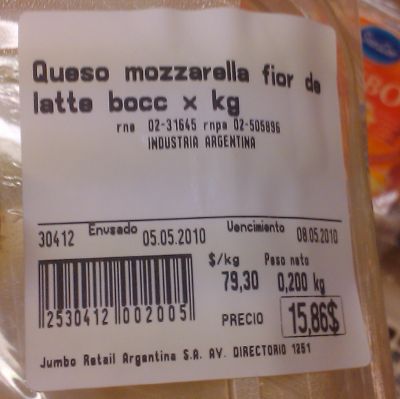 Queso mozzarella fior de
latte bocc x kg
rne 02-31645 rnpa 02-505896
INDUSTRIA ARGENTINA
30412 Envasado 05.05.2010 Vencimiento 08.05.2010
$/kg Peso neto
79,30 0,200 kg
2530412 002005
PRECIO 15,86$
Jumbo Retail Argentina S.A. AV. DIRECTORIO 1251